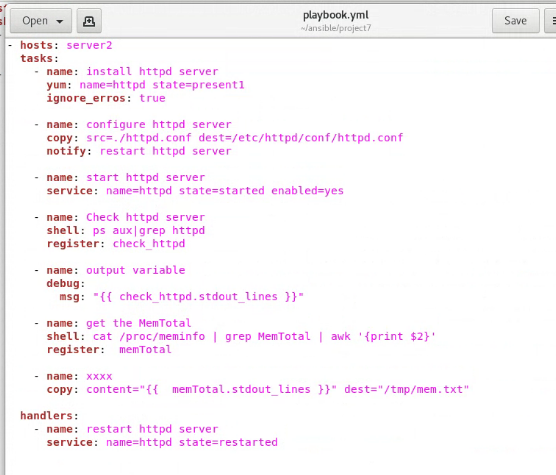 Open
playbook.yml
~/ansible/project7
Save
- hosts: server2
  tasks:
    - name: install httpd server
      yum: name=httpd state=present1
      ignore_erros: true

    - name: configure httpd server
      copy: src=./httpd.conf dest=/etc/httpd/conf/httpd.conf
      notify: restart httpd server

    - name: start httpd server
      service: name=httpd state=started enabled=yes

    - name: Check httpd server
      shell: ps aux|grep httpd
      register: check_httpd

    - name: output variable
      debug:
        msg: "{{ check_httpd.stdout_lines }}"

    - name: get the MemTotal
      shell: cat /proc/meminfo | grep MemTotal | awk '{print $2}'
      register:  memTotal

    - name: xxxx
      copy: content="{{  memTotal.stdout_lines }}" dest="/tmp/mem.txt"

  handlers:
    - name: restart httpd server
      service: name=httpd state=restarted